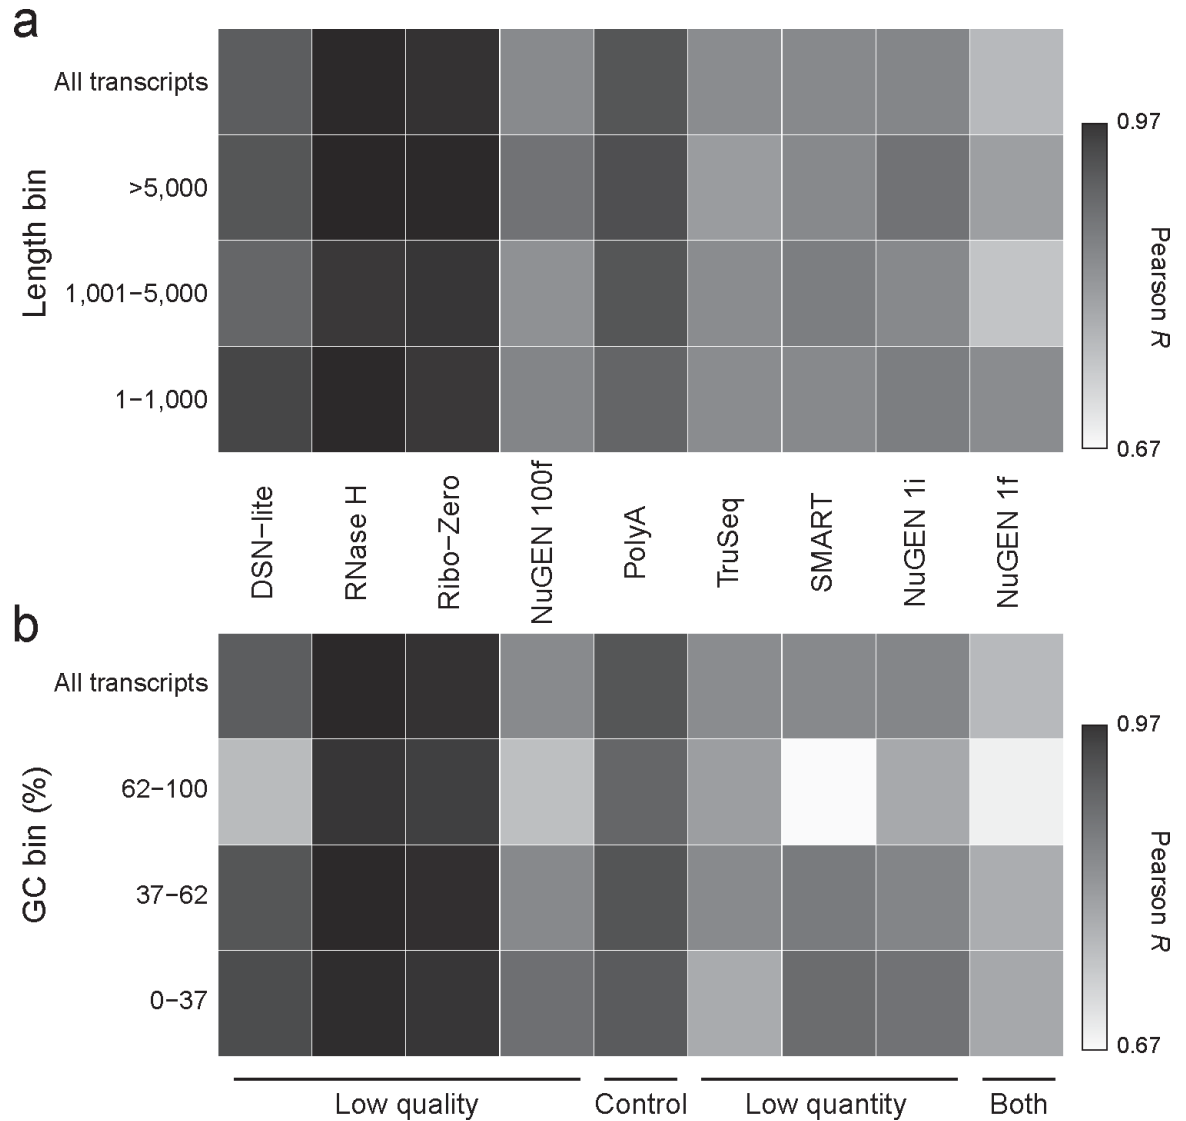 a
All transcripts
>5,000
1,001−5,000
1−1,000
Length bin
0.97
Pearson R
0.67
DSN−lite
RNase H
Ribo−Zero
NuGEN 100f
PolyA
TruSeq
SMART
NuGEN 1i
NuGEN 1f
b
All transcripts
62−100
37−62
0−37
GC bin (%)
0.97
Pearson R
0.67
Low quality
Control
Low quantity
Both